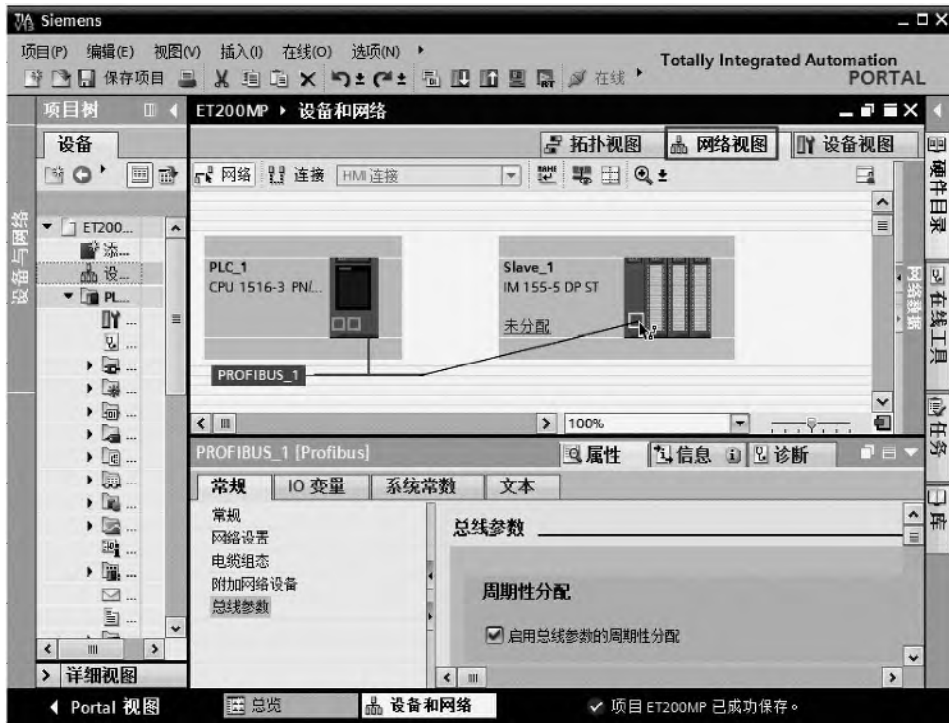 TIA V13 Siemens
项目(P) 编辑(E) 视图(V) 插入(I) 在线(O) 选项(N)
Totally Integrated Automation
PORTAL
保存项目 在线
项目树
ET200MP 设备和网络
设备
拓扑视图 网络视图 设备视图
网络 连接 HMI 连接
硬件目录
设备与网络
ET200...
添...
设...
PL...
PLC_1
CPU 1516-3 PN/...
Slave_1
IM 155-5 DP ST
未分配
PROFIBUS_1
网络数据
在线工具
任务
库
100%
PROFIBUS_1 [Profibus]
属性 信息 诊断
常规 IO 变量 系统常数 文本
常规
网络设置
电缆组态
附加网络设备
总线参数
总线参数
周期性分配
启用总线参数的周期性分配
详细视图
Portal 视图 总览 设备和网络 项目 ET200MP 已成功保存。